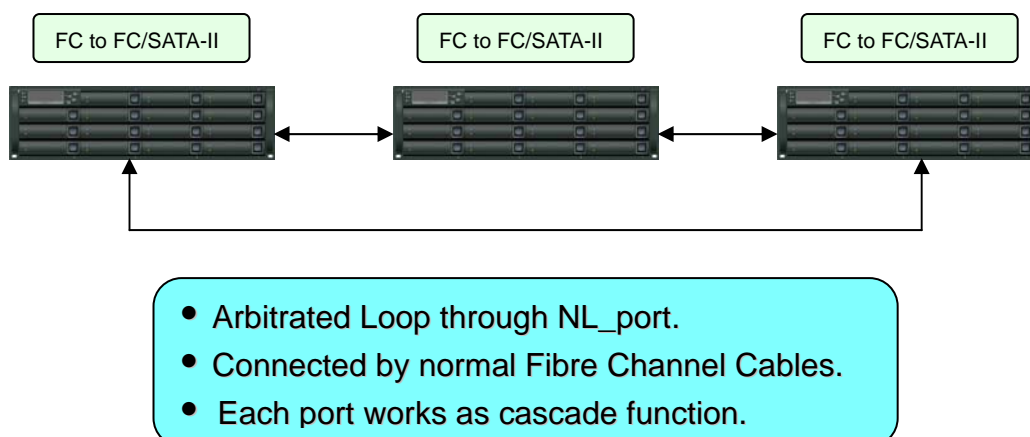 FC to FC/SATA-II
FC to FC/SATA-II
FC to FC/SATA-II
• Arbitrated Loop through NL_port.
• Connected by normal Fibre Channel Cables.
• Each port works as cascade function.